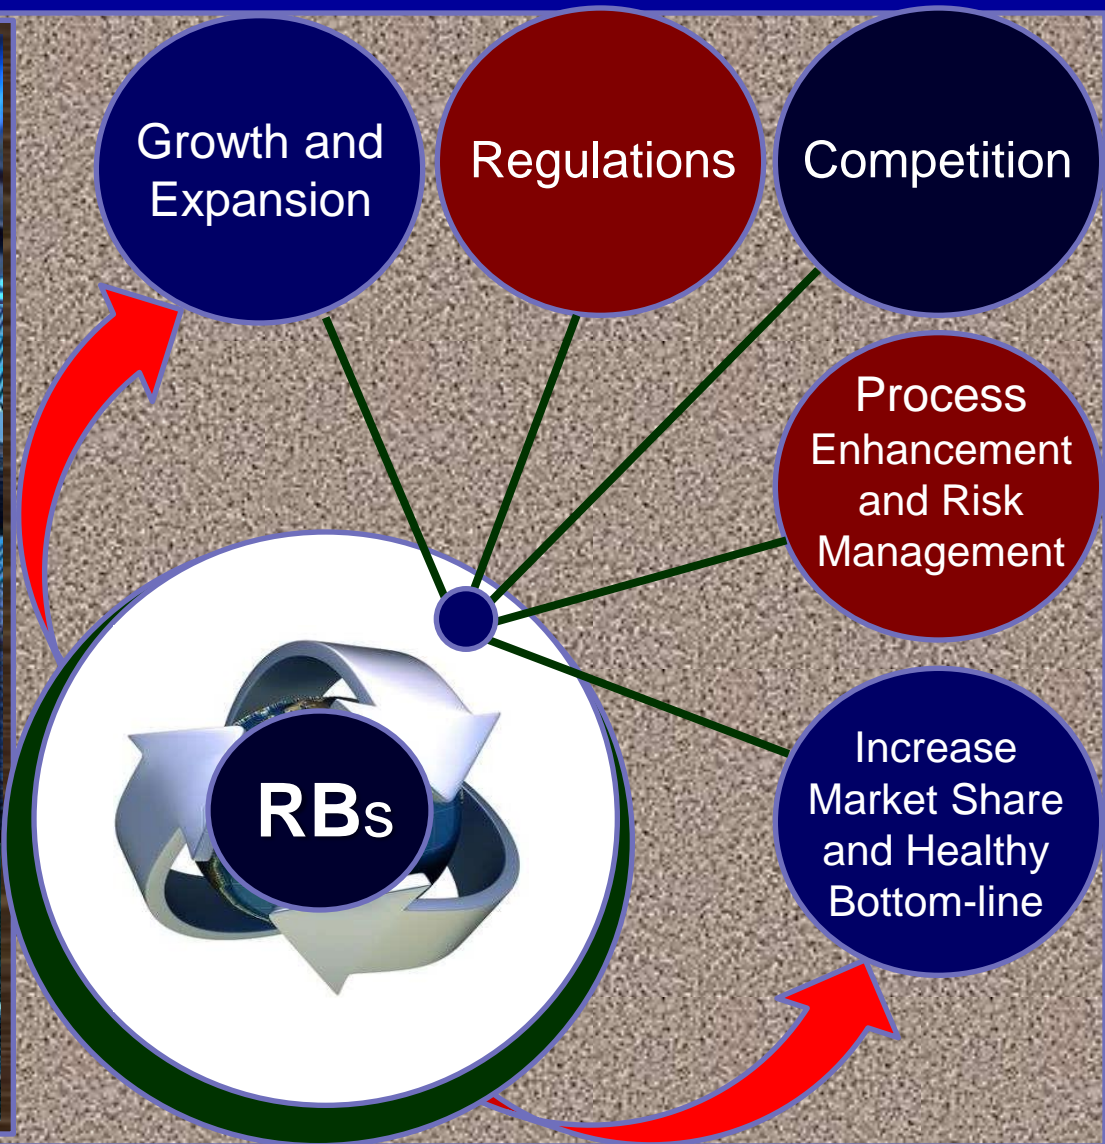 Growth and
Expansion
Regulations
Competition
Process
Enhancement
and Risk
Management
RBs
Increase
Market Share
and Healthy
Bottom-line